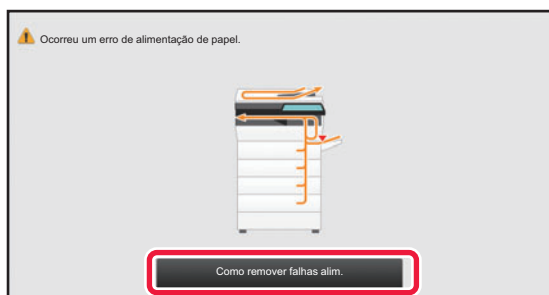 Ocorreu um erro de alimentação de papel.
Como remover falhas alim.